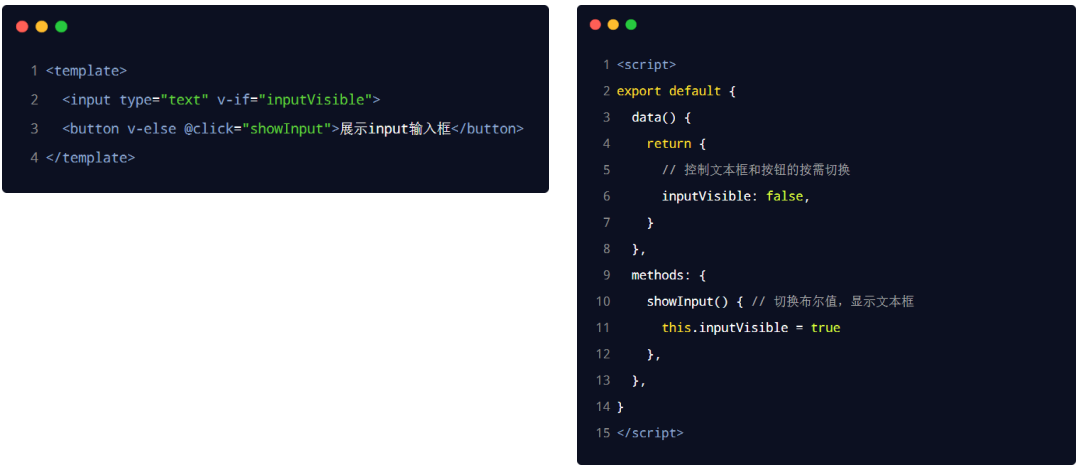 1 <template>
2   <input type="text" v-if="inputVisible">
3   <button v-else @click="showInput">展示input输入框</button>
4 </template>
1 <script>
2 export default {
3   data() {
4     return {
5       // 控制文本框和按钮的按需切换
6       inputVisible: false,
7     }
8   },
9   methods: {
10     showInput() { // 切换布尔值，显示文本框
11       this.inputVisible = true
12     },
13   },
14 }
15 </script>